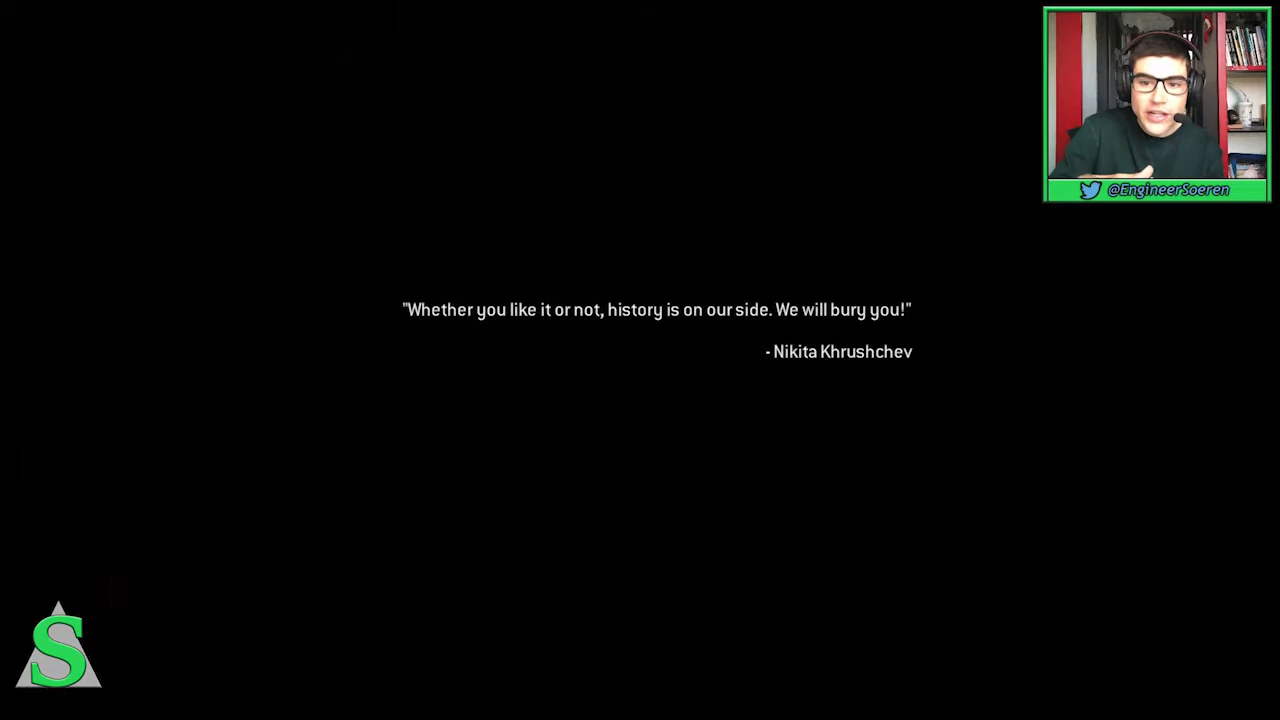 @EngineerSoeren
"Whether you like it or not, history is on our side. We will bury you!"
- Nikita Khrushchev
S